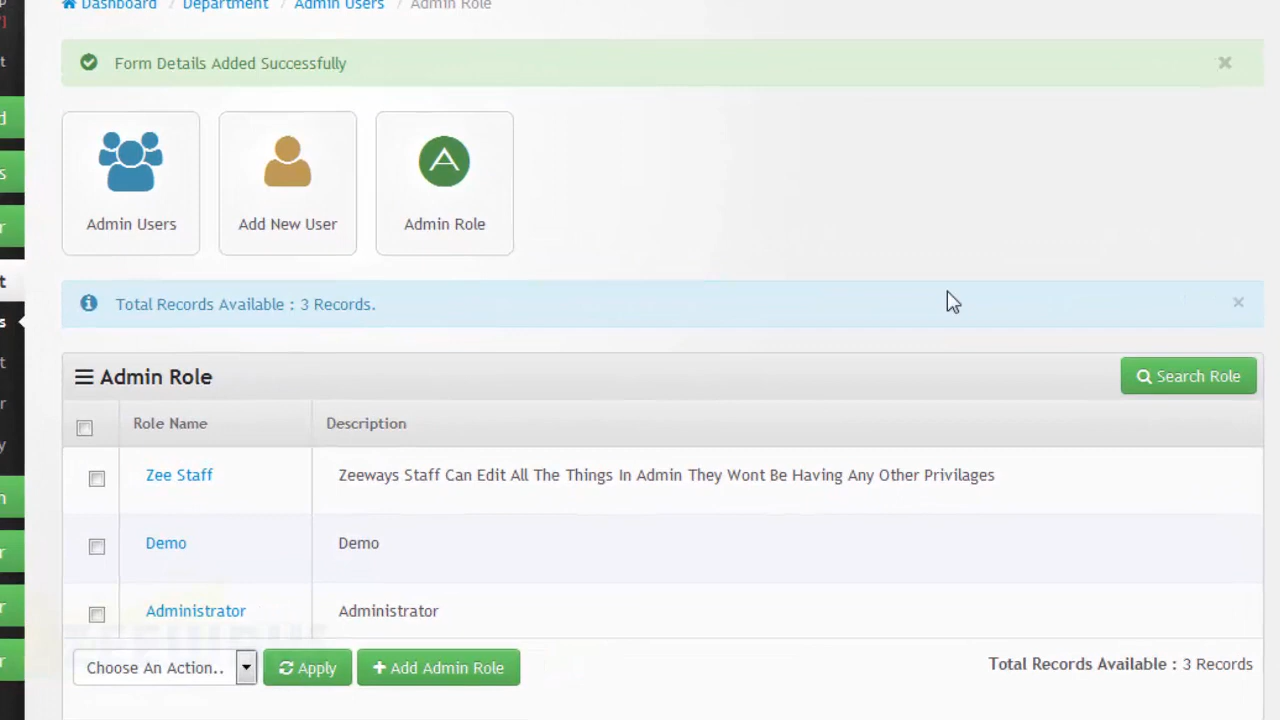 Dashboard / Department / Admin Users / Admin Role
Form Details Added Successfully
Admin Users
Add New User
Admin Role
Total Records Available : 3 Records.
Admin Role
Search Role
Role Name
Description
Zee Staff
Zeeways Staff Can Edit All The Things In Admin They Wont Be Having Any Other Privilages
Demo
Demo
Administrator
Administrator
Choose An Action..
Apply
Add Admin Role
Total Records Available : 3 Records